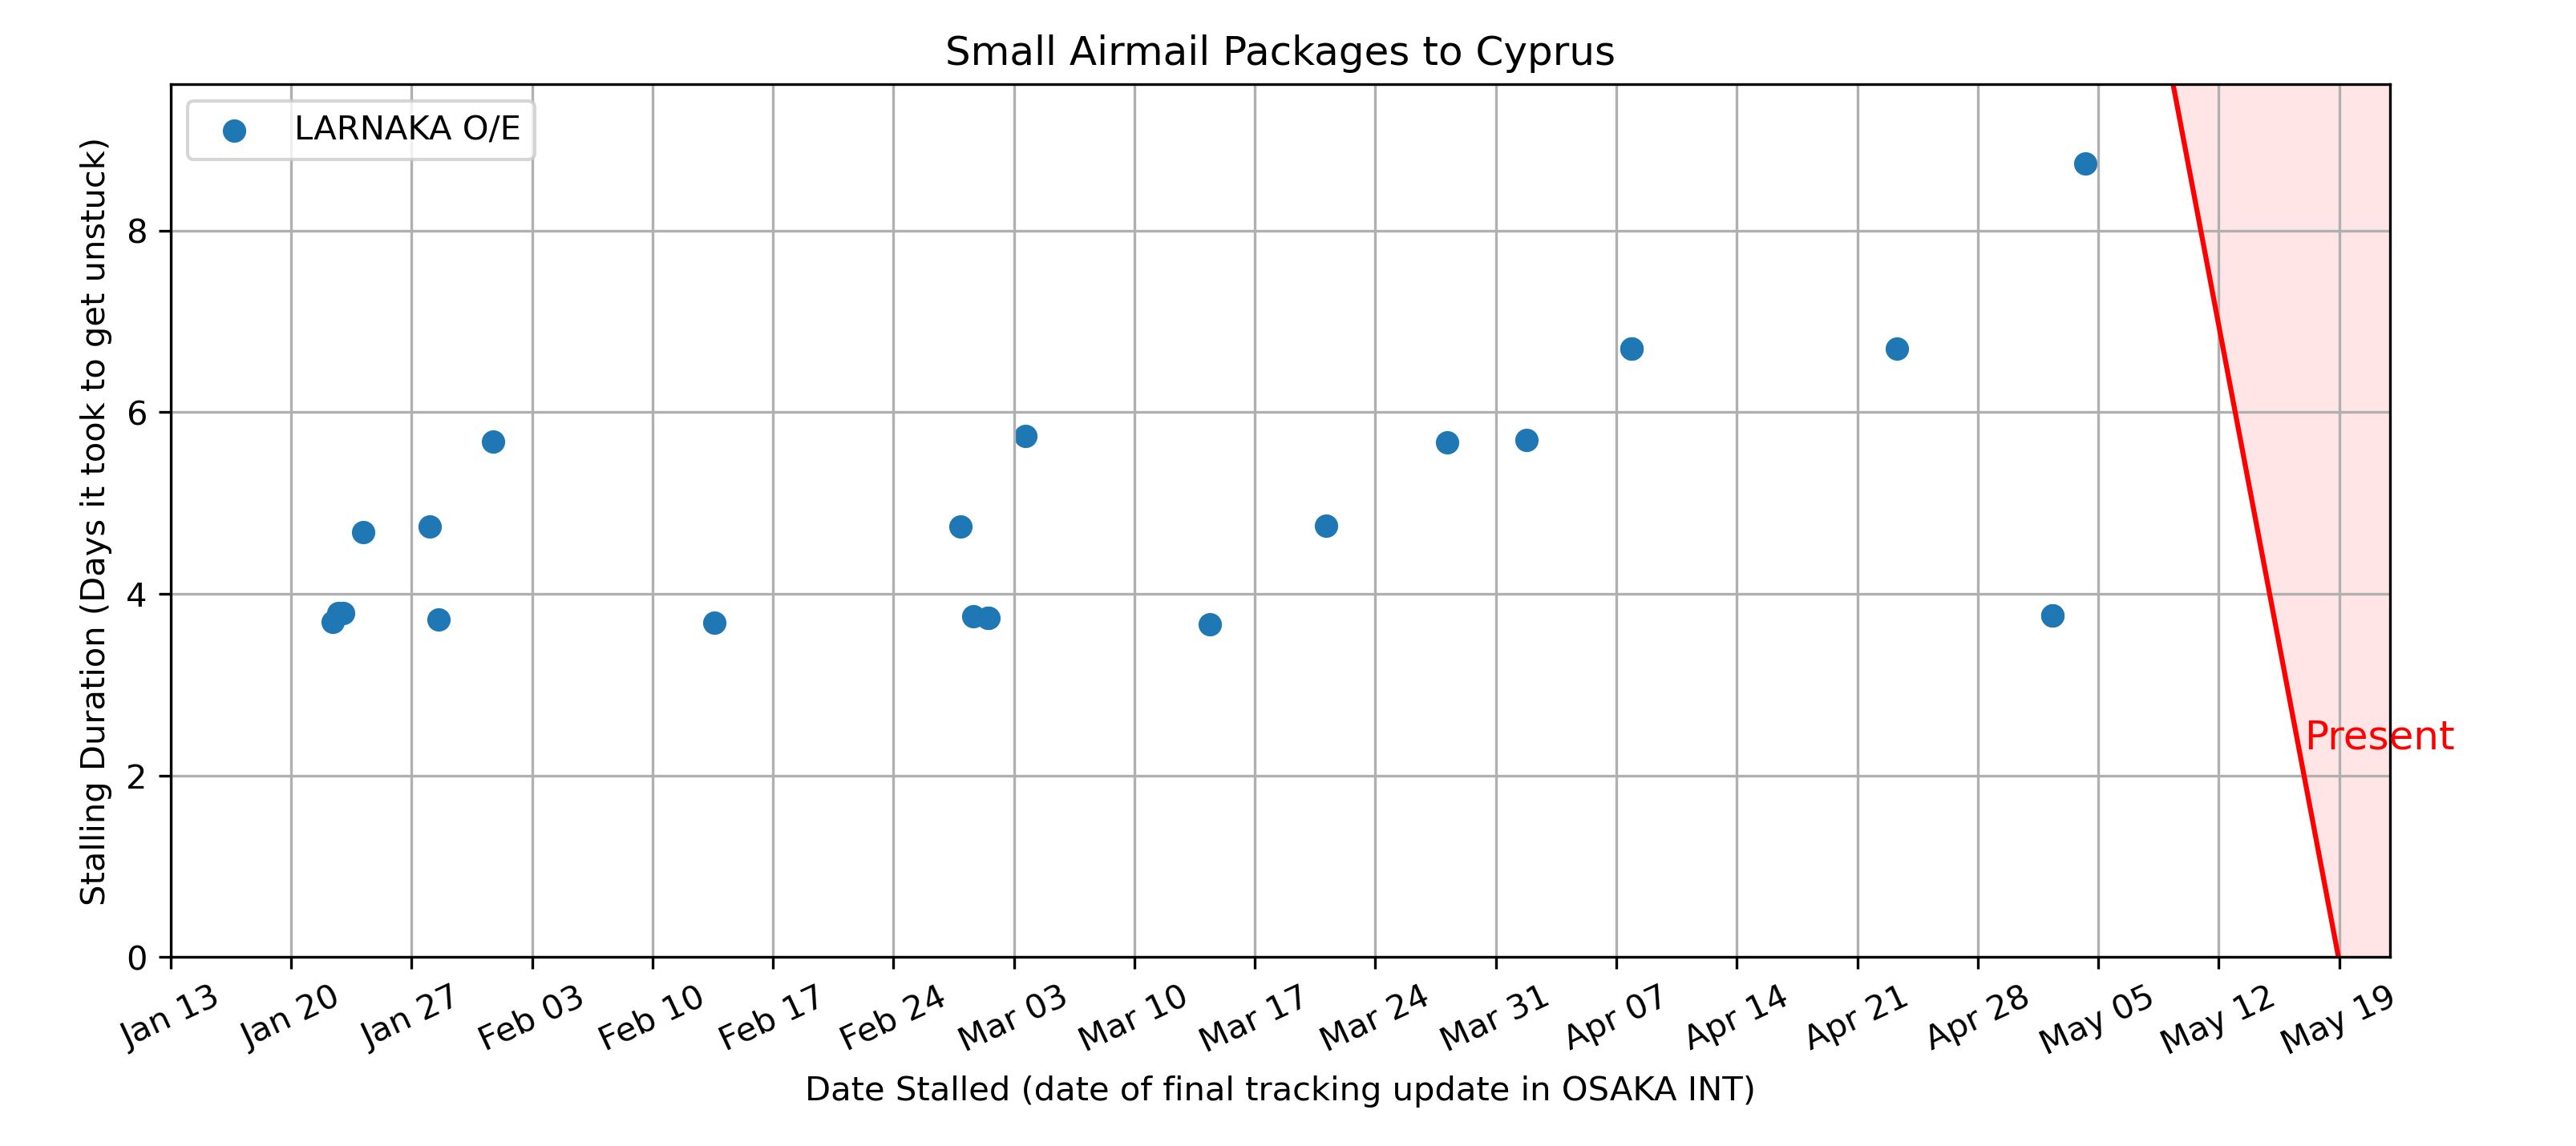 Small Airmail Packages to Cyprus
LARNAKA O/E
Stalling Duration (Days it took to get unstuck)
8
6
4
2
0
Present
Jan 13 Jan 20 Jan 27 Feb 03 Feb 10 Feb 17 Feb 24 Mar 03 Mar 10 Mar 17 Mar 24 Mar 31 Apr 07 Apr 14 Apr 21 Apr 28 May 05 May 12 May 19
Date Stalled (date of final tracking update in OSAKA INT)